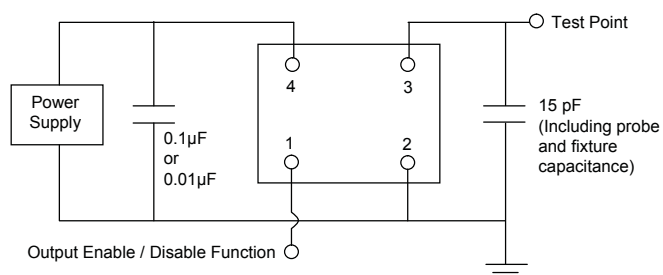 Test Point
4
3
Power
Supply
15 pF
(Including probe
and fixture
capacitance)
0.1µF
or
0.01µF
1
2
Output Enable / Disable Function